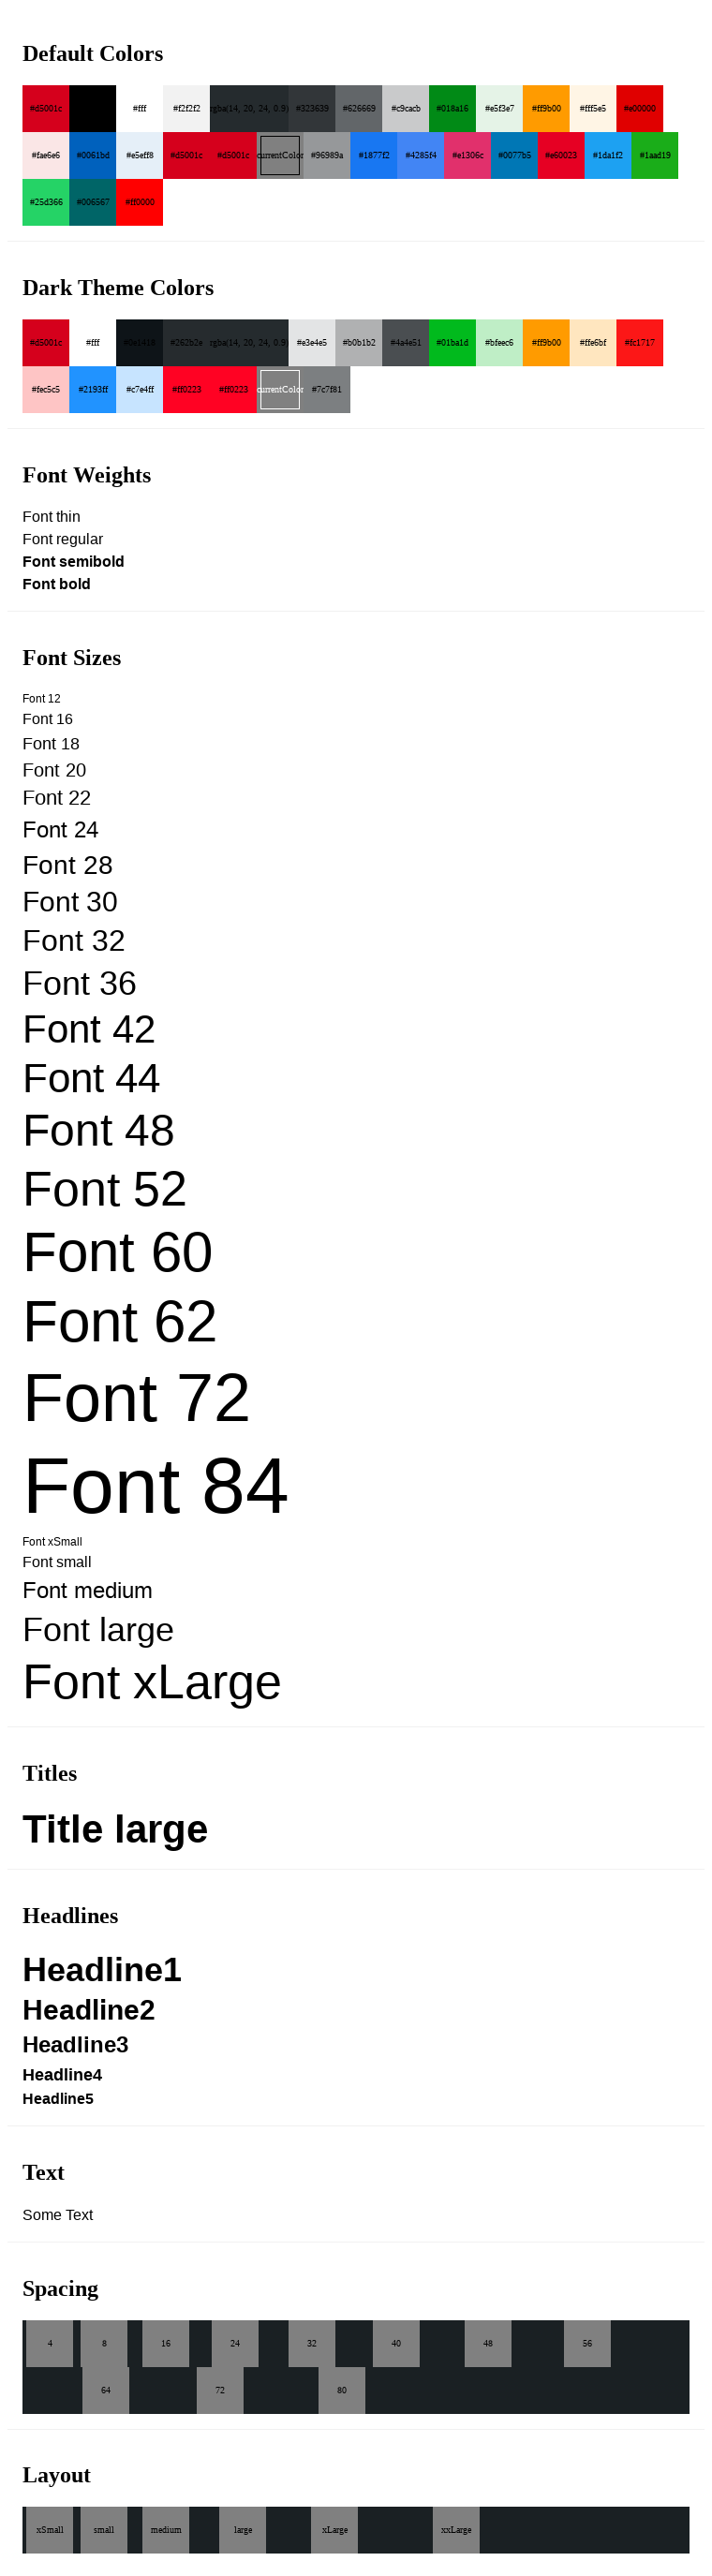 Default Colors
#d5001c #fff #f2f2f2 rgba(14, 20, 24, 0.9) #323639 #626669 #c9cacb #018a16 #e5f3e7 #ff9b00 #fff5e5 #e00000
#fae6e6 #0061bd #e5eff8 #d5001c #d5001c currentColor #96989a #1877f2 #4285f4 #e1306c #0077b5 #e60023 #1da1f2 #1aad19
#25d366 #006567 #ff0000
Dark Theme Colors
#d5001c #fff #0e1418 #262b2e rgba(14, 20, 24, 0.9) #e3e4e5 #b0b1b2 #4a4e51 #01ba1d #bfeec6 #ff9b00 #ffe6bf #fc1717
#fec5c5 #2193ff #c7e4ff #ff0223 #ff0223 currentColor #7c7f81
Font Weights
Font thin
Font regular
Font semibold
Font bold
Font Sizes
Font 12
Font 16
Font 18
Font 20
Font 22
Font 24
Font 28
Font 30
Font 32
Font 36
Font 42
Font 44
Font 48
Font 52
Font 60
Font 62
Font 72
Font 84
Font xSmall
Font small
Font medium
Font large
Font xLarge
Titles
Title large
Headlines
Headline1
Headline2
Headline3
Headline4
Headline5
Text
Some Text
Spacing
4 8 16 24 32 40 48 56
64 72 80
Layout
xSmall small medium large xLarge xxLarge